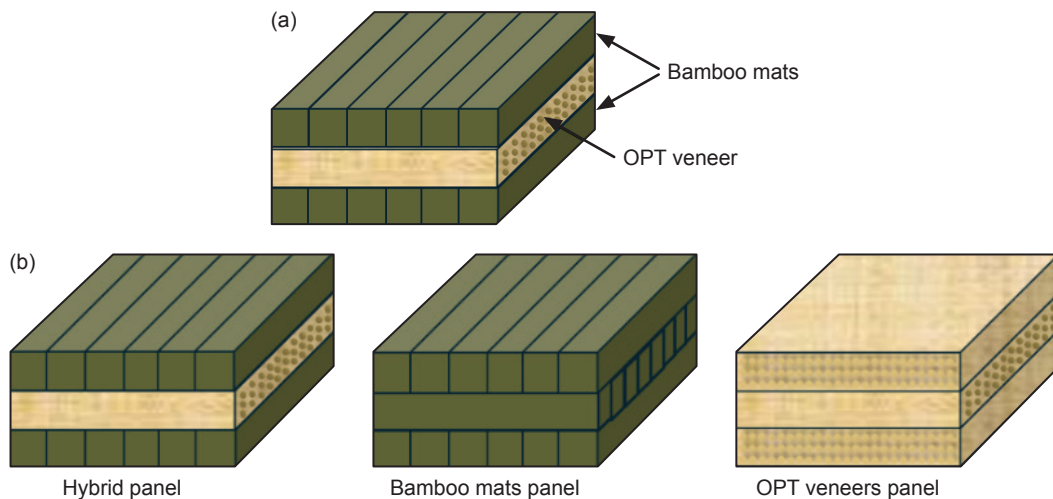 (a)
Bamboo mats
OPT veneer
(b)
Hybrid panel
Bamboo mats panel
OPT veneers panel